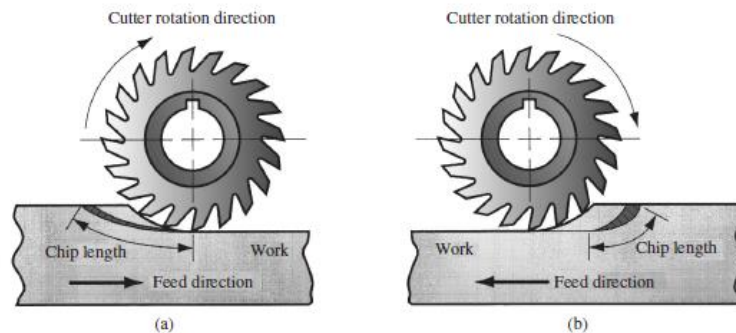 Cutter rotation direction
Chip length
Work
Feed direction
(a)
Cutter rotation direction
Work
Chip length
Feed direction
(b)